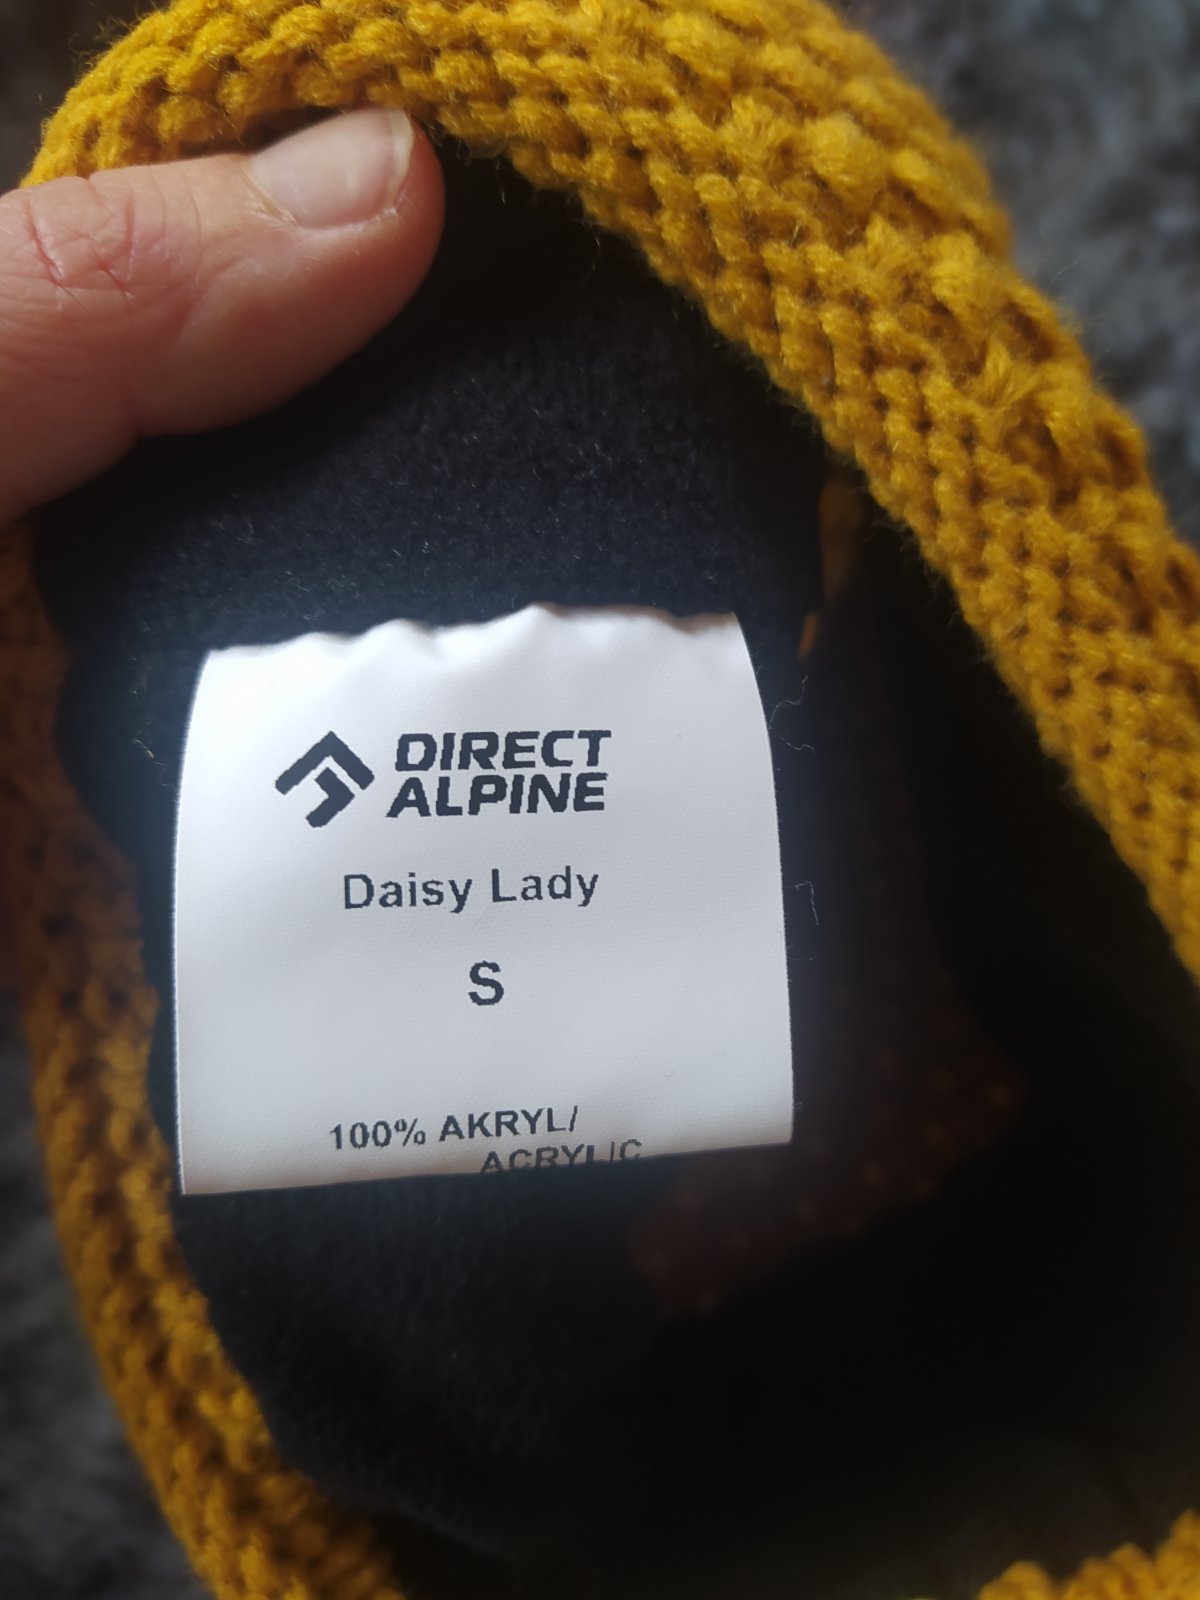 DIRECT
ALPINE
Daisy Lady
S
100% AKRYL/
ACRYLIC